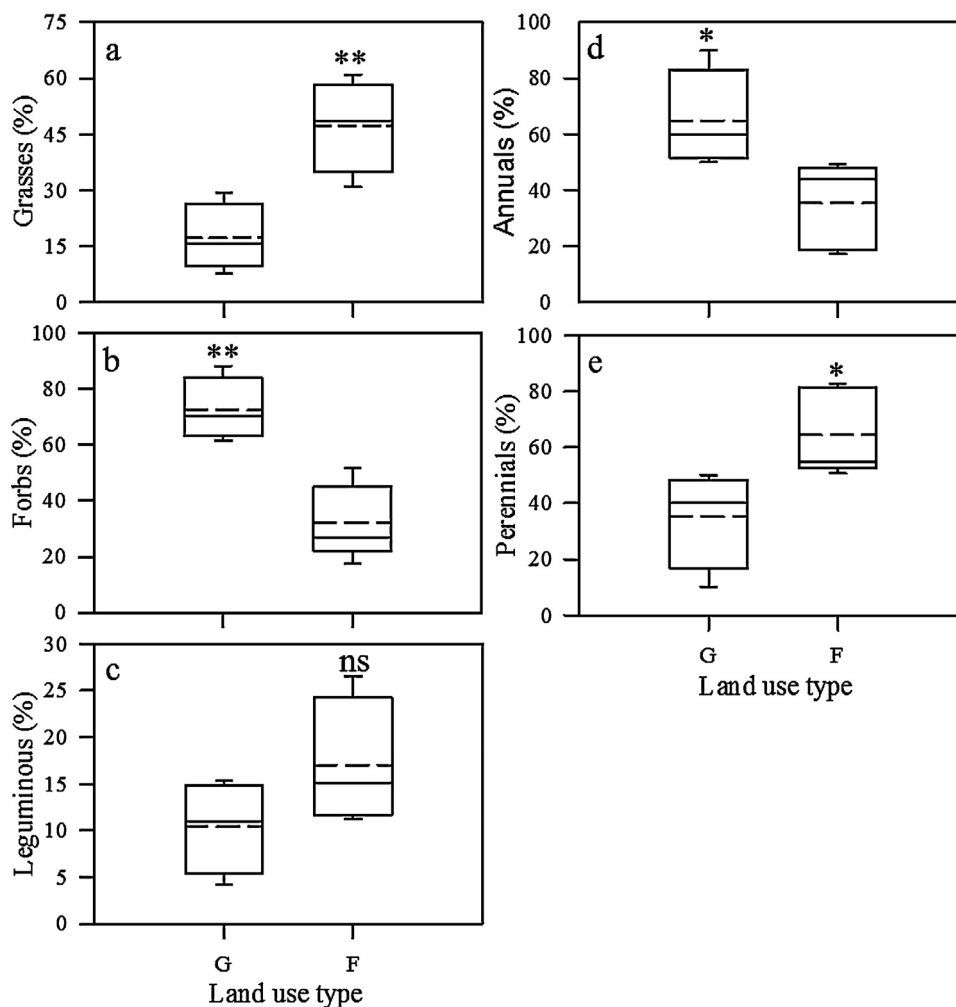 a
**
Grasses (%)
75
60
45
30
15
0
b
**
Forbs (%)
100
80
60
40
20
0
c
ns
Leguminous (%)
30
25
20
15
10
5
0
G F
Land use type
d
*
Annuals (%)
100
80
60
40
20
0
e
*
Perennials (%)
100
80
60
40
20
0
G F
Land use type